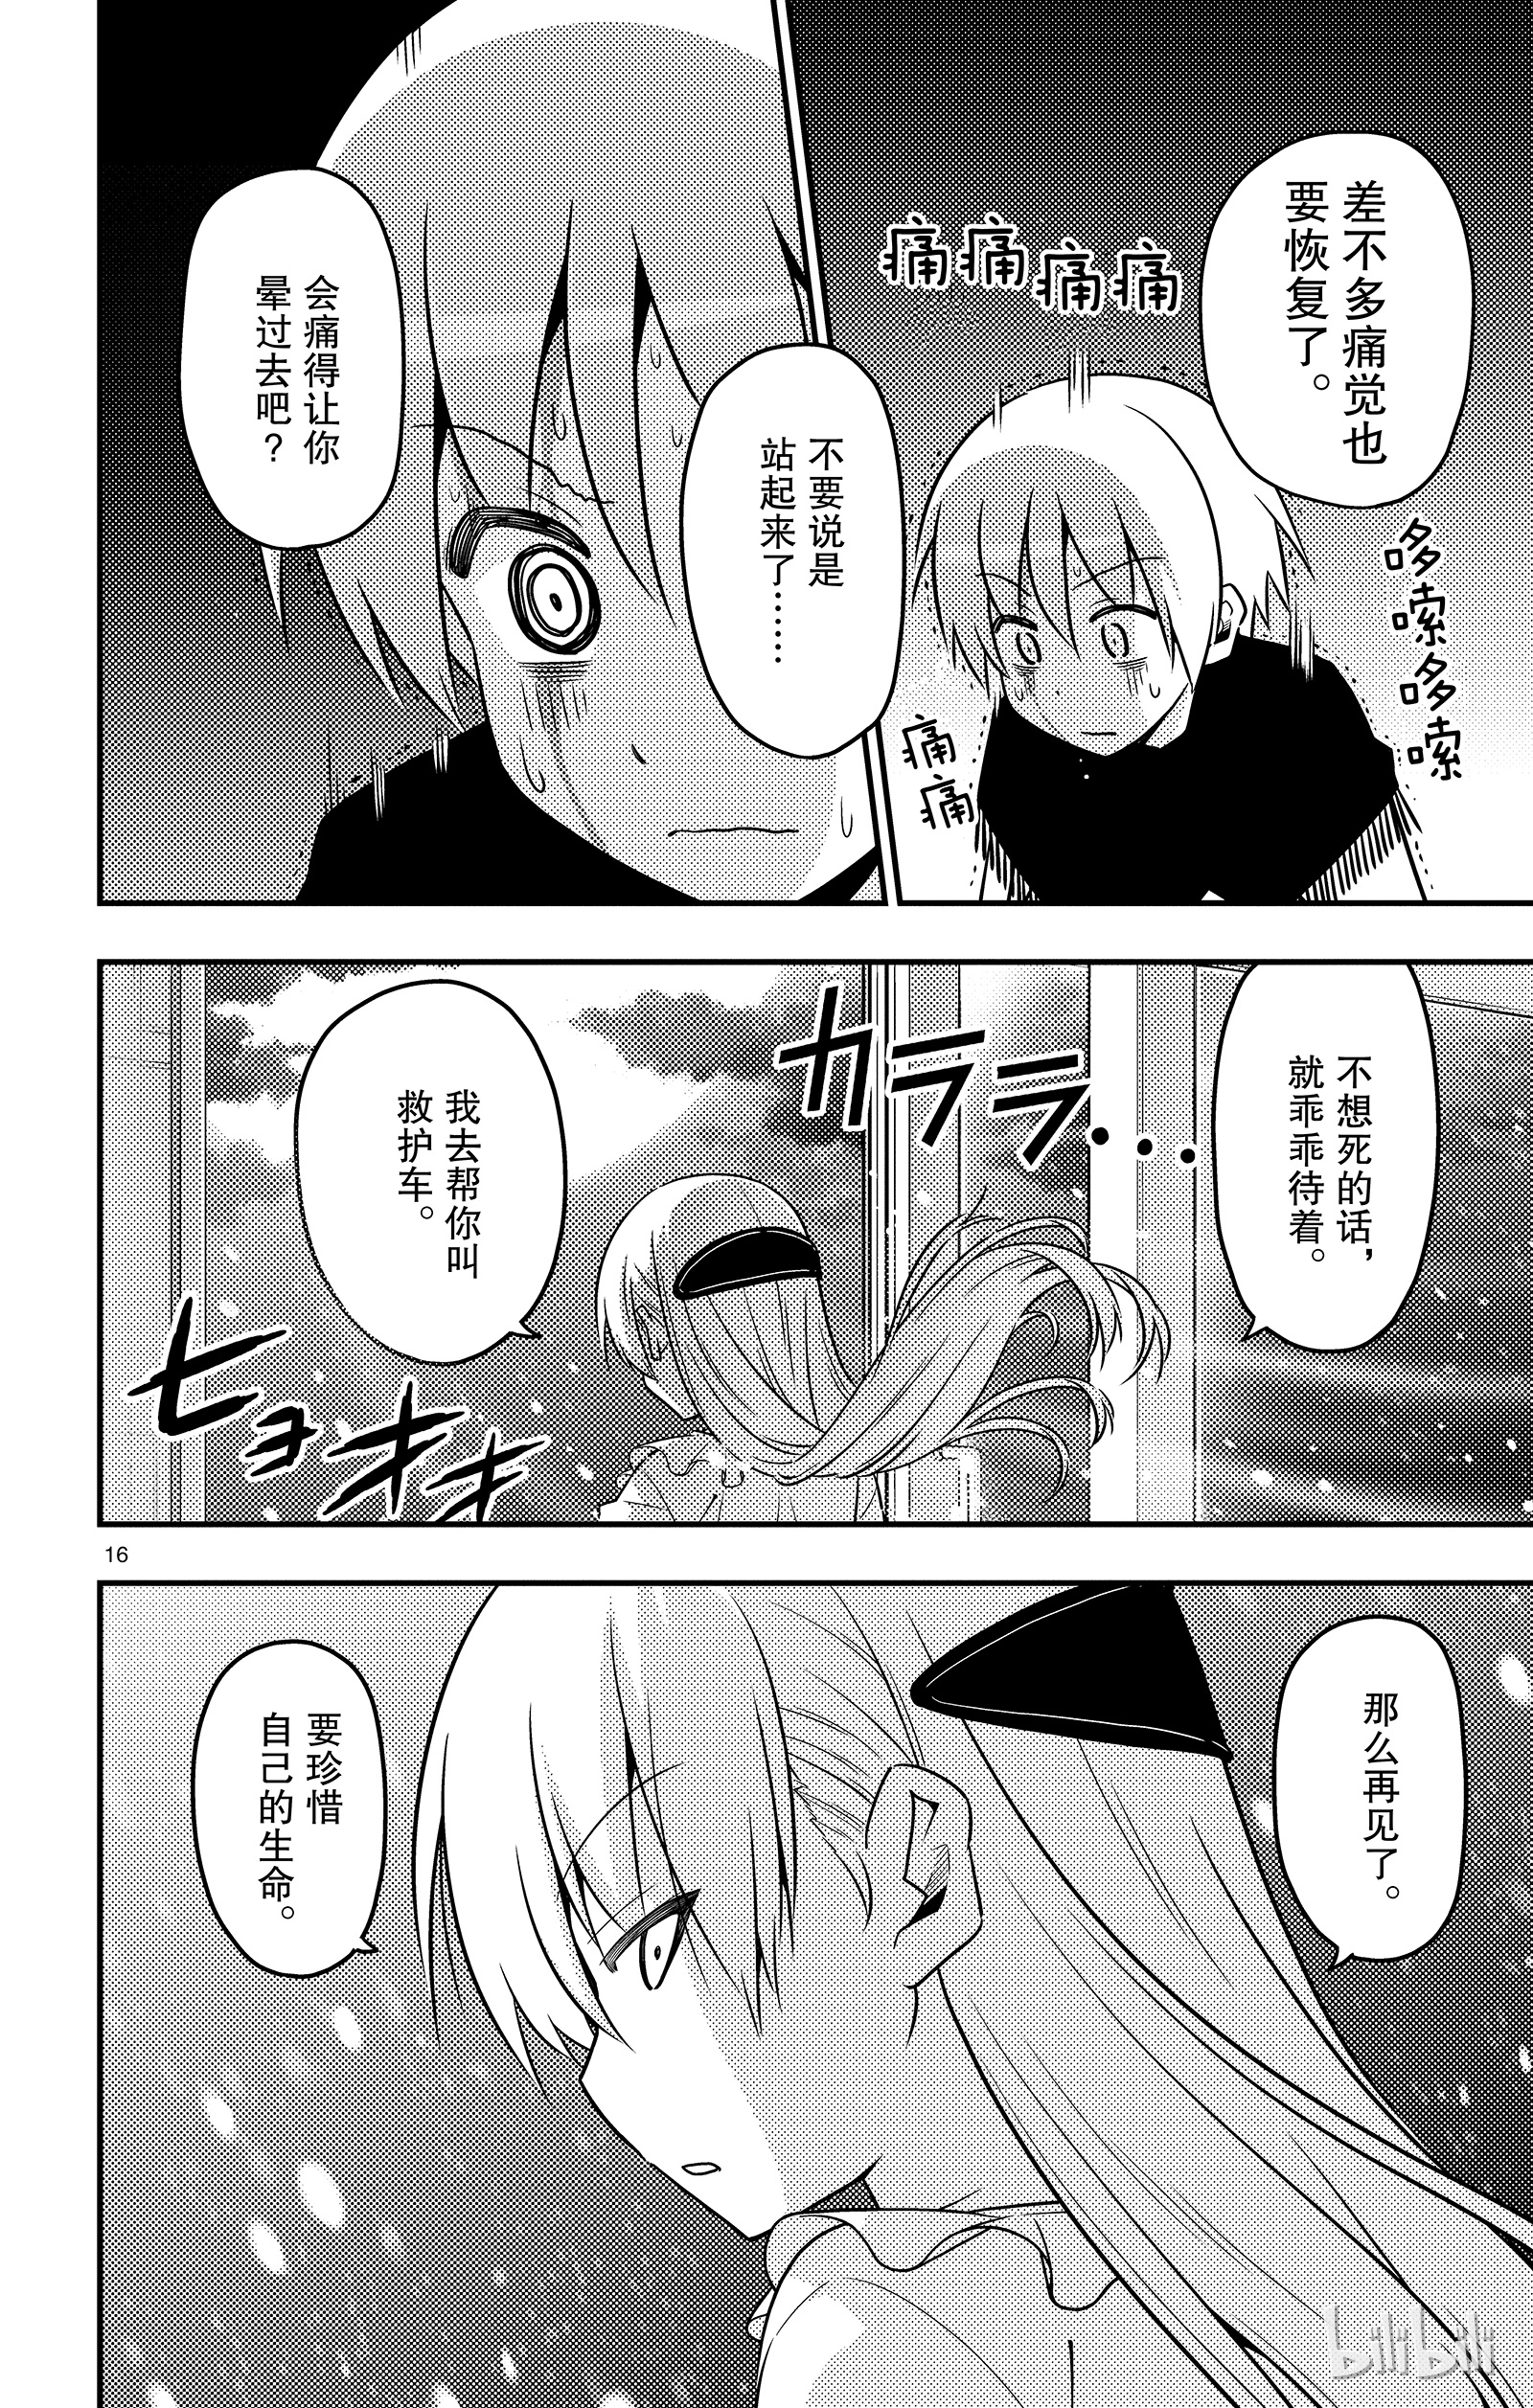 差不多痛觉也
要恢复了。
痛痛痛痛
哆嗦哆嗦
痛痛
不要说是
站起来了……
会痛得让你
晕过去吧？
不想死的话，
就乖乖待着。
カララ・・・
我去帮你叫
救护车。
ヒョオオ
16
那么再见了。
要珍惜
自己的生命。
bilibili